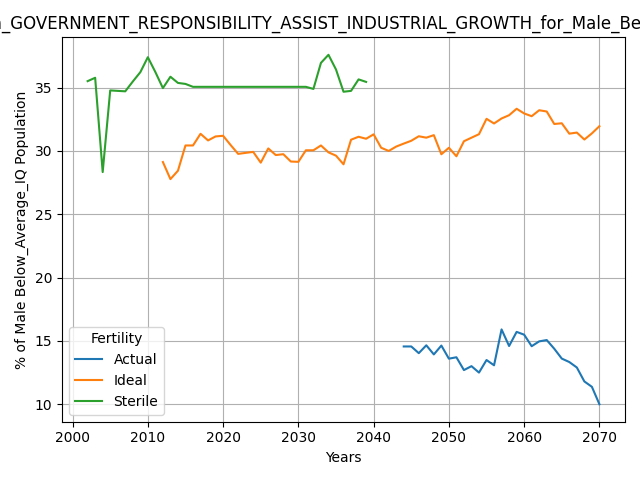 GOVERNMENT_RESPONSIBILITY_ASSIST_INDUSTRIAL_GROWTH_for_Male_Be
% of Male Below_Average_IQ Population
35
30
25
20
15
10
Fertility
Actual
Ideal
Sterile
2000 2010 2020 2030 2040 2050 2060 2070
Years